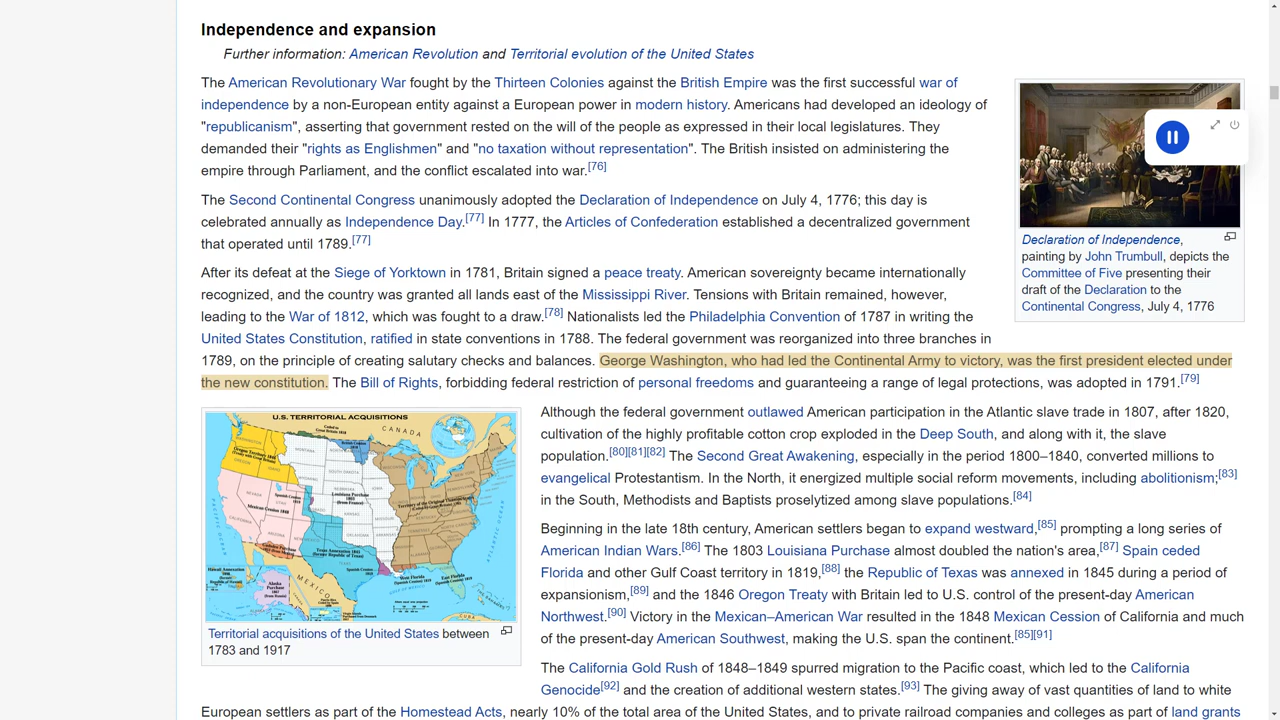 Independence and expansion
Further information: American Revolution and Territorial evolution of the United States
The American Revolutionary War fought by the Thirteen Colonies against the British Empire was the first successful war of
independence by a non-European entity against a European power in modern history. Americans had developed an ideology of
"republicanism", asserting that government rested on the will of the people as expressed in their local legislatures. They
demanded their "rights as Englishmen" and "no taxation without representation". The British insisted on administering the
empire through Parliament, and the conflict escalated into war.[76]
The Second Continental Congress unanimously adopted the Declaration of Independence on July 4, 1776; this day is
celebrated annually as Independence Day.[77] In 1777, the Articles of Confederation established a decentralized government
that operated until 1789.[77]
Declaration of Independence,
painting by John Trumbull, depicts the
Committee of Five presenting their
draft of the Declaration to the
Continental Congress, July 4, 1776
After its defeat at the Siege of Yorktown in 1781, Britain signed a peace treaty. American sovereignty became internationally
recognized, and the country was granted all lands east of the Mississippi River. Tensions with Britain remained, however,
leading to the War of 1812, which was fought to a draw.[78] Nationalists led the Philadelphia Convention of 1787 in writing the
United States Constitution, ratified in state conventions in 1788. The federal government was reorganized into three branches in
1789, on the principle of creating salutary checks and balances. George Washington, who had led the Continental Army to victory, was the first president elected under
the new constitution. The Bill of Rights, forbidding federal restriction of personal freedoms and guaranteeing a range of legal protections, was adopted in 1791.[79]
U.S. TERRITORIAL ACQUISITIONS
CANADA
MEXICO
Territorial acquisitions of the United States between
1783 and 1917
Although the federal government outlawed American participation in the Atlantic slave trade in 1807, after 1820,
cultivation of the highly profitable cotton crop exploded in the Deep South, and along with it, the slave
population.[80][81][82] The Second Great Awakening, especially in the period 1800–1840, converted millions to
evangelical Protestantism. In the North, it energized multiple social reform movements, including abolitionism;[83]
in the South, Methodists and Baptists proselytized among slave populations.[84]
Beginning in the late 18th century, American settlers began to expand westward,[85] prompting a long series of
American Indian Wars.[86] The 1803 Louisiana Purchase almost doubled the nation's area,[87] Spain ceded
Florida and other Gulf Coast territory in 1819,[88] the Republic of Texas was annexed in 1845 during a period of
expansionism,[89] and the 1846 Oregon Treaty with Britain led to U.S. control of the present-day American
Northwest.[90] Victory in the Mexican–American War resulted in the 1848 Mexican Cession of California and much
of the present-day American Southwest, making the U.S. span the continent.[85][91]
The California Gold Rush of 1848–1849 spurred migration to the Pacific coast, which led to the California
Genocide[92] and the creation of additional western states.[93] The giving away of vast quantities of land to white
European settlers as part of the Homestead Acts, nearly 10% of the total area of the United States, and to private railroad companies and colleges as part of land grants